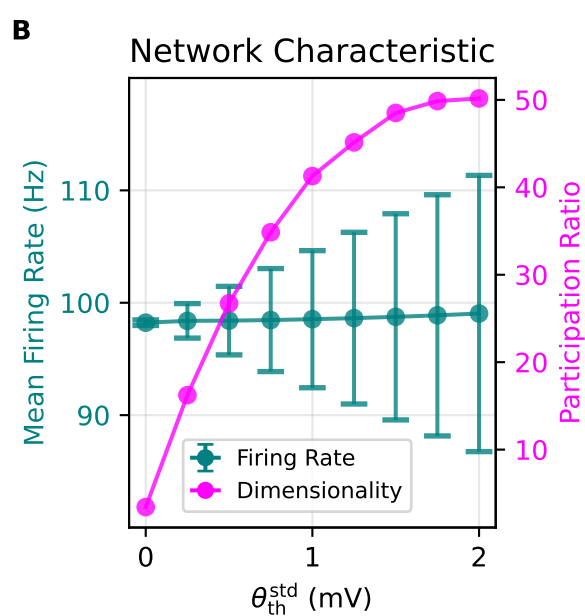 B
Network Characteristic
Mean Firing Rate (Hz)
110
100
90
50
40
30
20
10
Participation Ratio
Firing Rate
Dimensionality
0 1 2
θ_th^std (mV)